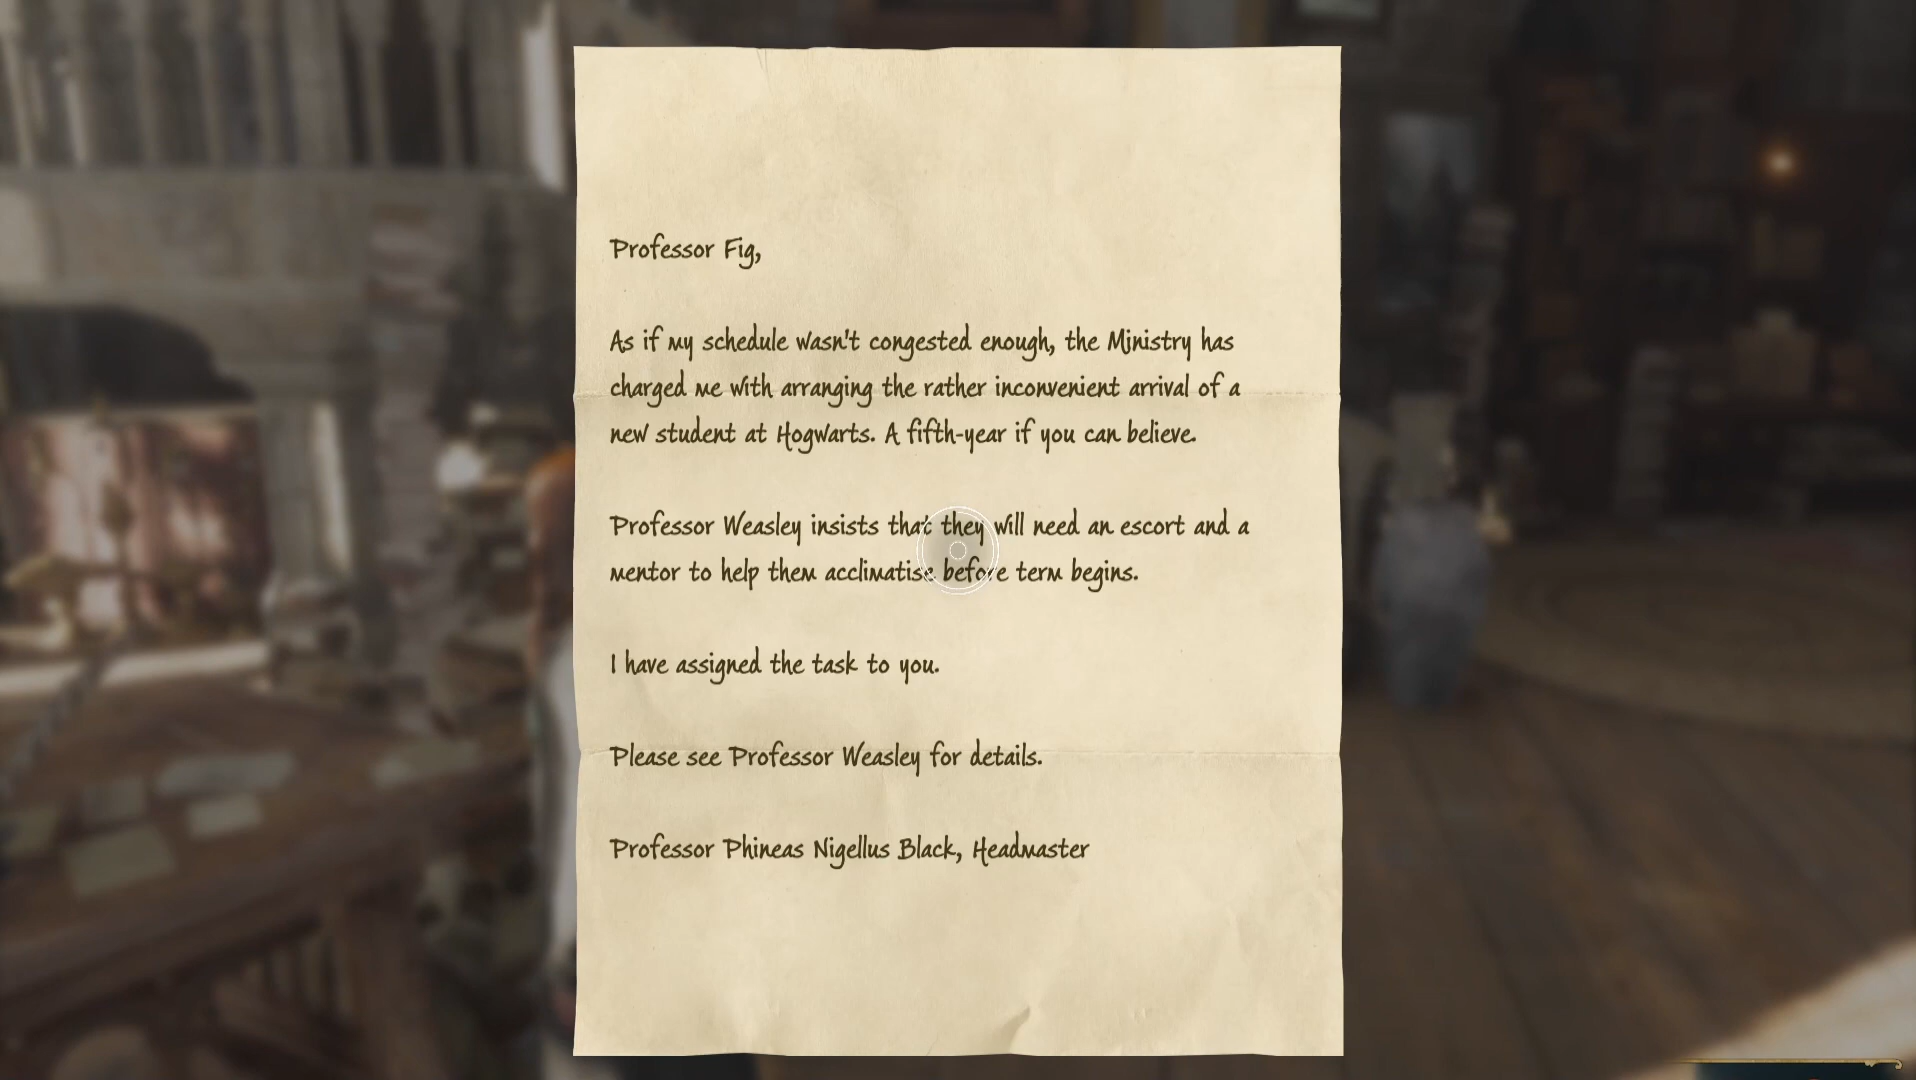 Professor Fig,
As if my schedule wasn't congested enough, the Ministry has
charged me with arranging the rather inconvenient arrival of a
new student at Hogwarts. A fifth-year if you can believe.
Professor Weasley insists that they will need an escort and a
mentor to help them acclimatise before term begins.
I have assigned the task to you.
Please see Professor Weasley for details.
Professor Phineas Nigellus Black, Headmaster